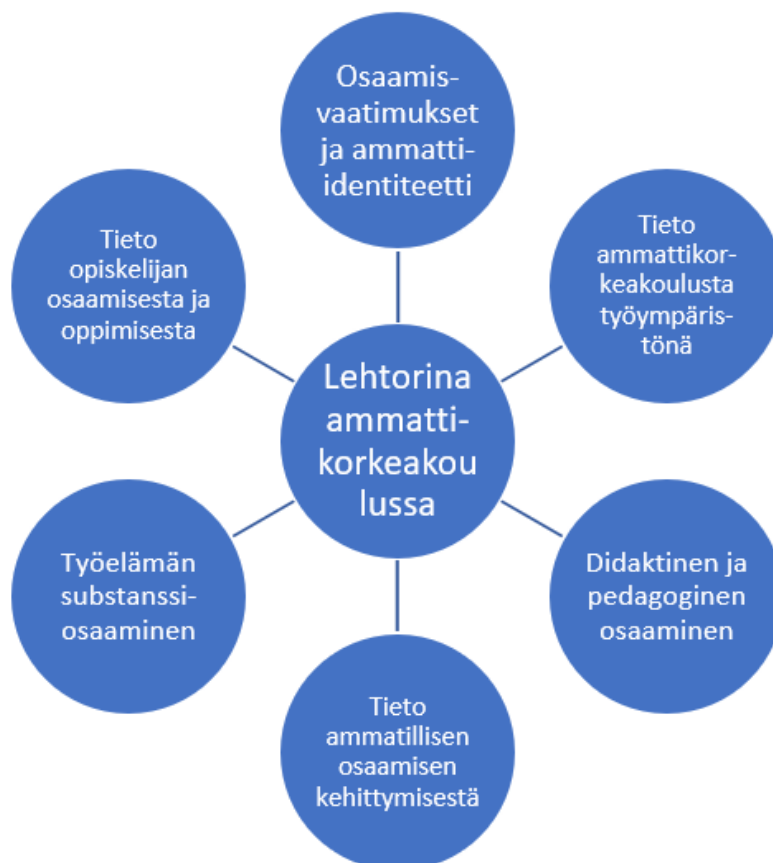 Osaamis-
vaatimukset
ja ammatti-
identiteetti
Tieto
ammattikor-
keakoulusta
työympäris-
tönä
Didaktinen ja
pedagoginen
osaaminen
Tieto
ammatillisen
osaamisen
kehittymisestä
Työelämän
substanssi-
osaaminen
Tieto
opiskelijan
osaamisesta ja
oppimisesta
Lehtorina
ammatti-
korkeakou
lussa